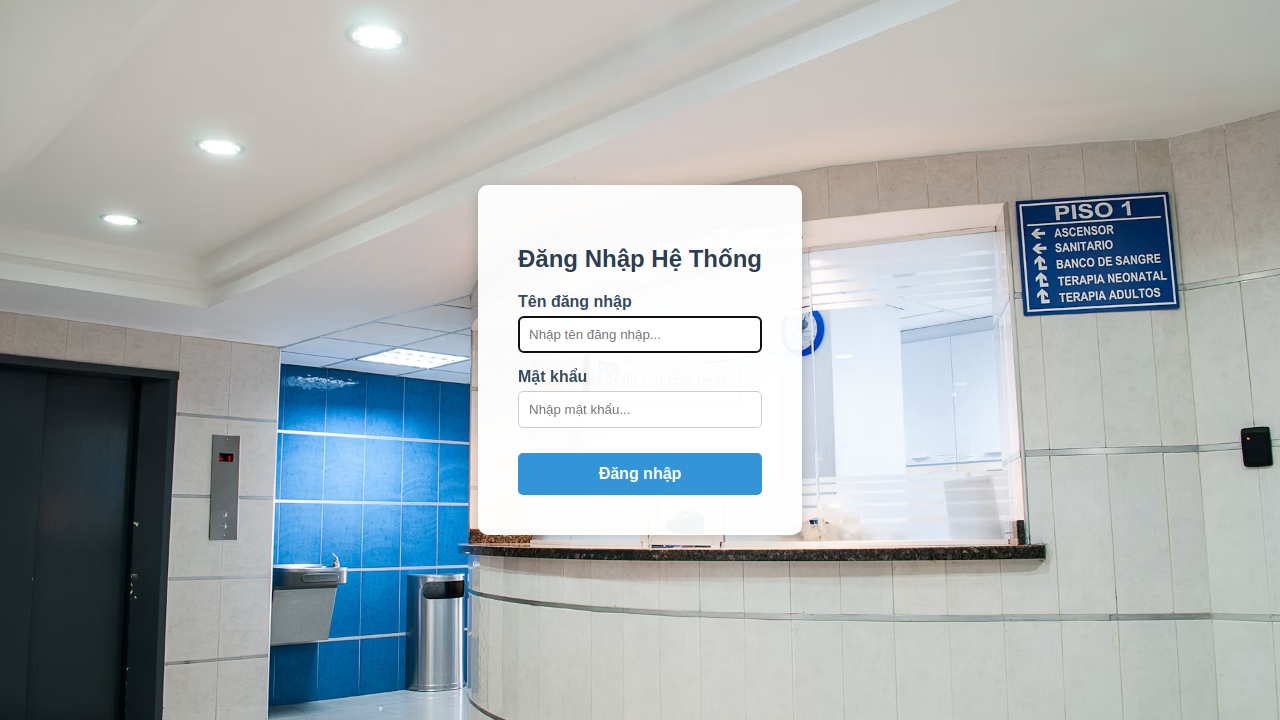 Đăng Nhập Hệ Thống
Tên đăng nhập
Nhập tên đăng nhập...
Mật khẩu
Nhập mật khẩu...
Đăng nhập
PISO 1
ASCENSOR
SANITARIO
BANCO DE SANGRE
TERAPIA NEONATAL
TERAPIA ADULTOS